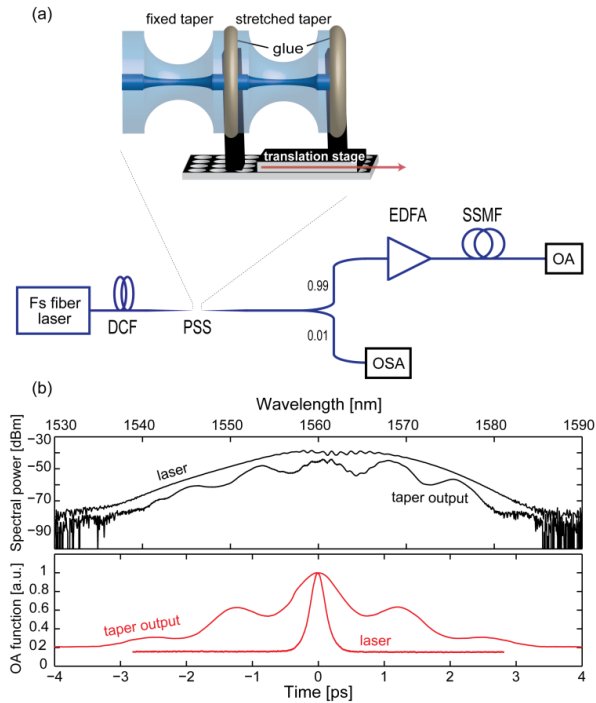 (a)
fixed taper stretched taper
glue
translation stage
EDFA SSMF
OA
0.99
Fs fiber
laser
DCF PSS
0.01
OSA
(b)
Wavelength [nm]
1530 1540 1550 1560 1570 1580 1590
Spectral power [dBm]
−30
−50
−70
−90
laser
taper output
OA function [a.u.]
1
0.8
0.6
0.4
0.2
0
taper output
laser
−4 −3 −2 −1 0 1 2 3 4
Time [ps]